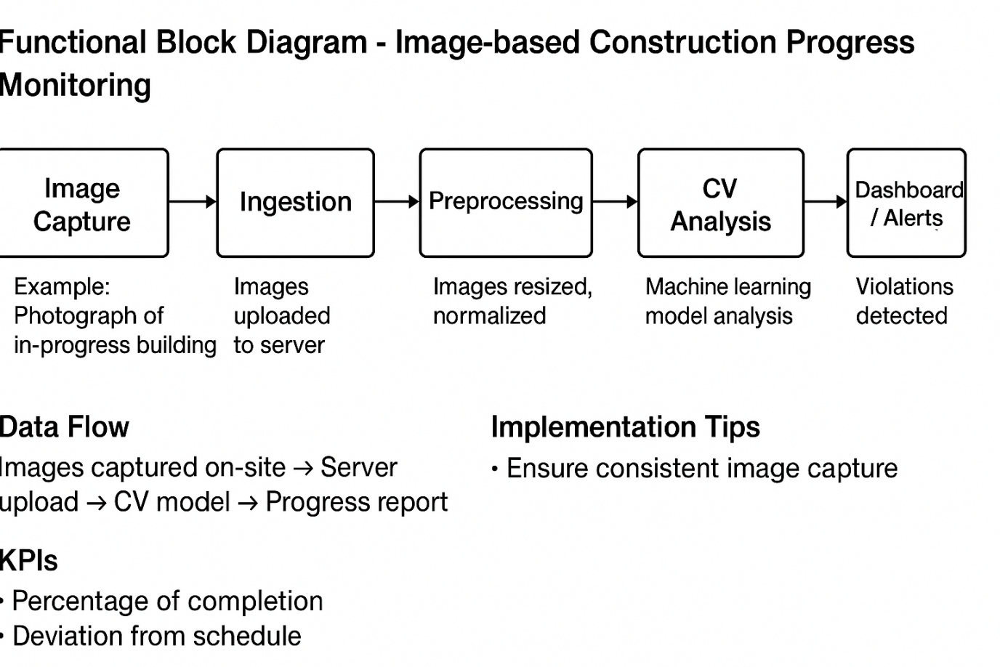 Functional Block Diagram - Image-based Construction Progress
Monitoring
Image
Capture
Ingestion
Preprocessing
CV
Analysis
Dashboard
/ Alerts
Example:
Photograph of
in-progress building
Images
uploaded
to server
Images resized,
normalized
Machine learning
model analysis
Violations
detected
Data Flow
Images captured on-site → Server
upload → CV model → Progress report
KPIs
• Percentage of completion
• Deviation from schedule
Implementation Tips
• Ensure consistent image capture